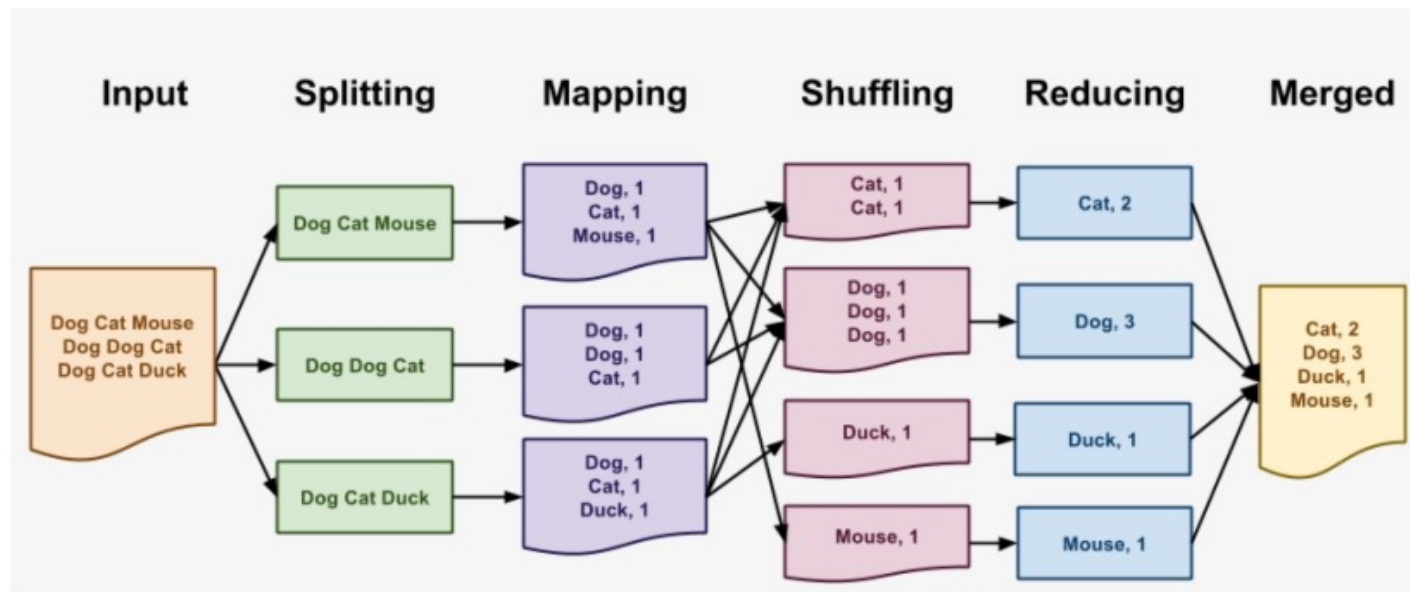 Input
Splitting
Mapping
Shuffling
Reducing
Merged
Dog Cat Mouse
Dog Dog Cat
Dog Cat Duck
Dog Cat Mouse
Dog Dog Cat
Dog Cat Duck
Dog, 1
Cat, 1
Mouse, 1
Dog, 1
Dog, 1
Cat, 1
Dog, 1
Cat, 1
Duck, 1
Cat, 1
Cat, 1
Dog, 1
Dog, 1
Dog, 1
Duck, 1
Mouse, 1
Cat, 2
Dog, 3
Duck, 1
Mouse, 1
Cat, 2
Dog, 3
Duck, 1
Mouse, 1